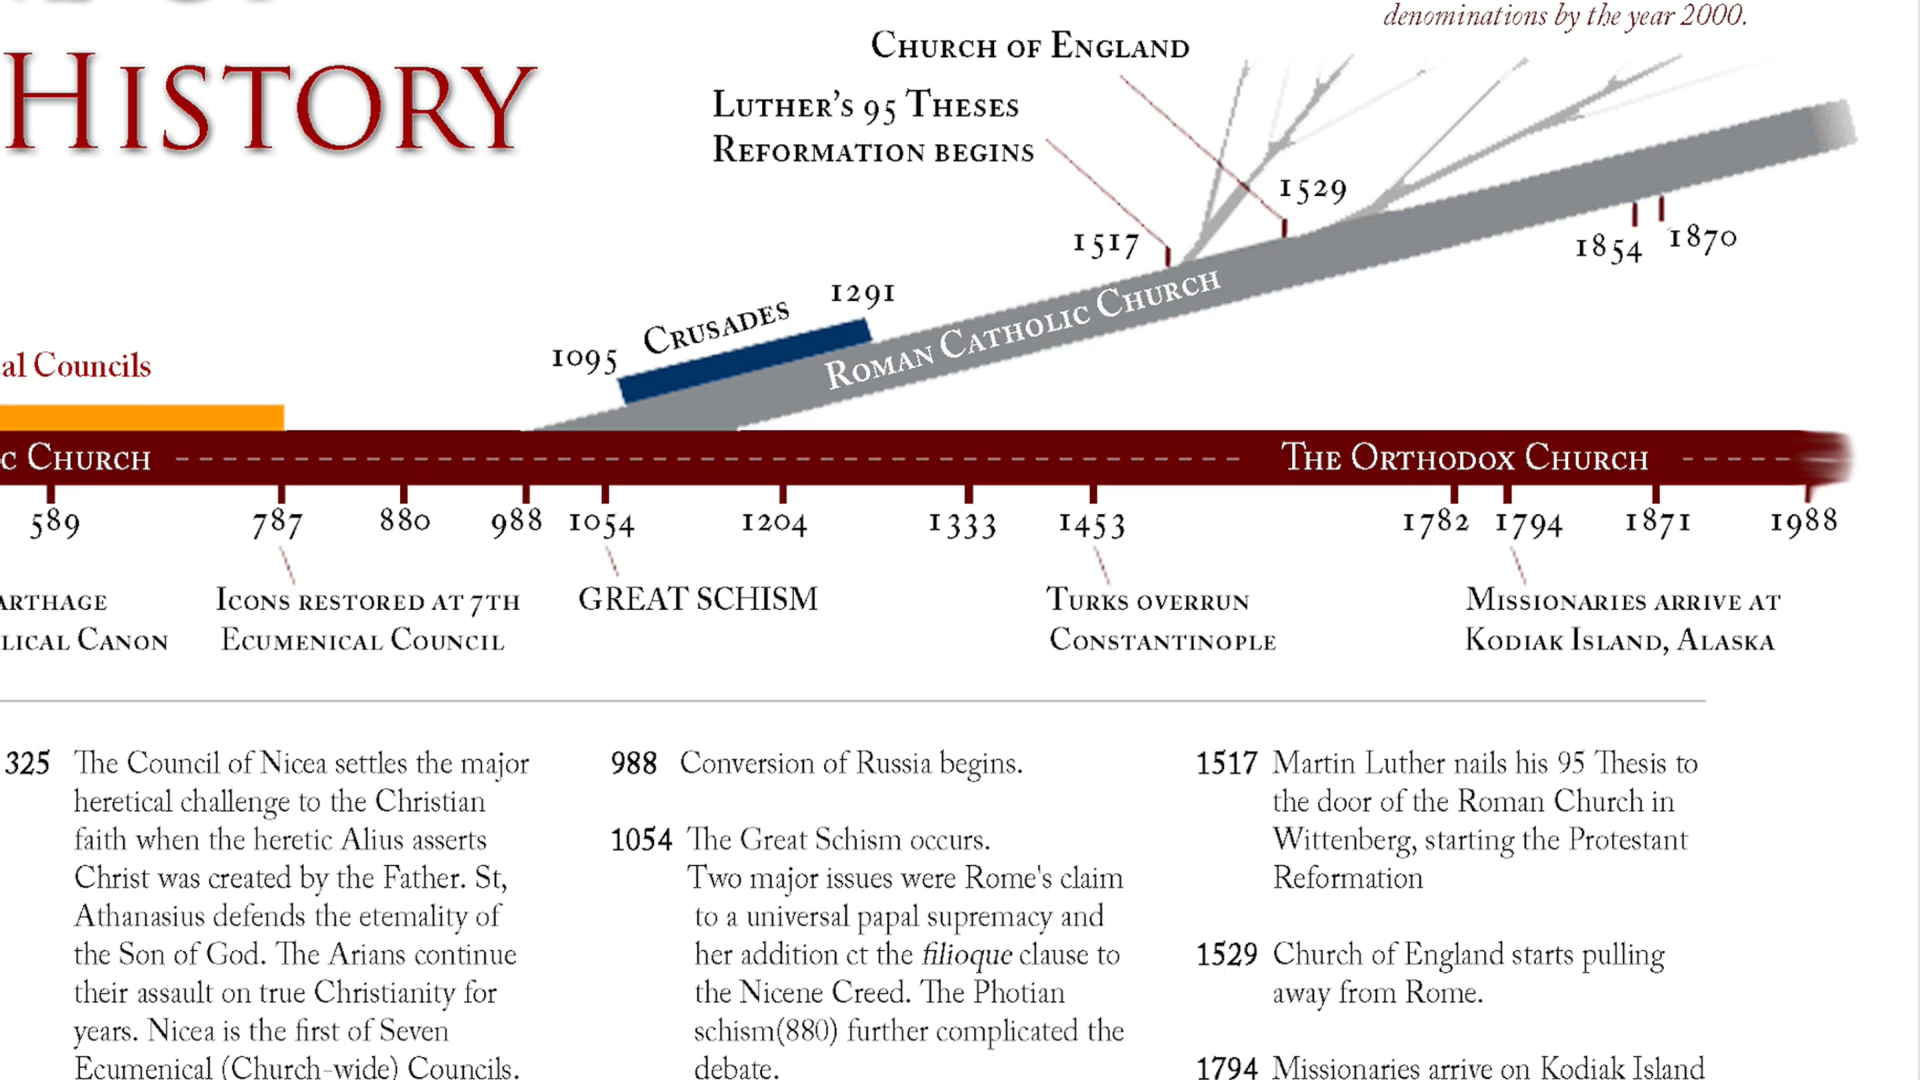 denominations by the year 2000.
HISTORY
CHURCH OF ENGLAND
LUTHER'S 95 THESES
REFORMATION BEGINS
1529
1517
1854 1870
1291
CRUSADES
1095
ROMAN CATHOLIC CHURCH
al Councils
C CHURCH
THE ORTHODOX CHURCH
589 787 880 988 1054 1204 1333 1453 1782 1794 1871 1988
ARTHAGE
LICAL CANON
ICONS RESTORED AT 7TH
ECUMENICAL COUNCIL
GREAT SCHISM
TURKS OVERRUN
CONSTANTINOPLE
MISSIONARIES ARRIVE AT
KODIAK ISLAND, ALASKA
325 The Council of Nicea settles the major
heretical challenge to the Christian
faith when the heretic Alius asserts
Christ was created by the Father. St,
Athanasius defends the etemality of
the Son of God. The Arians continue
their assault on true Christianity for
years. Nicea is the first of Seven
Ecumenical (Church-wide) Councils.
988 Conversion of Russia begins.
1054 The Great Schism occurs.
Two major issues were Rome's claim
to a universal papal supremacy and
her addition ct the filioque clause to
the Nicene Creed. The Photian
schism(880) further complicated the
debate.
1517 Martin Luther nails his 95 Thesis to
the door of the Roman Church in
Wittenberg, starting the Protestant
Reformation
1529 Church of England starts pulling
away from Rome.
1794 Missionaries arrive on Kodiak Island